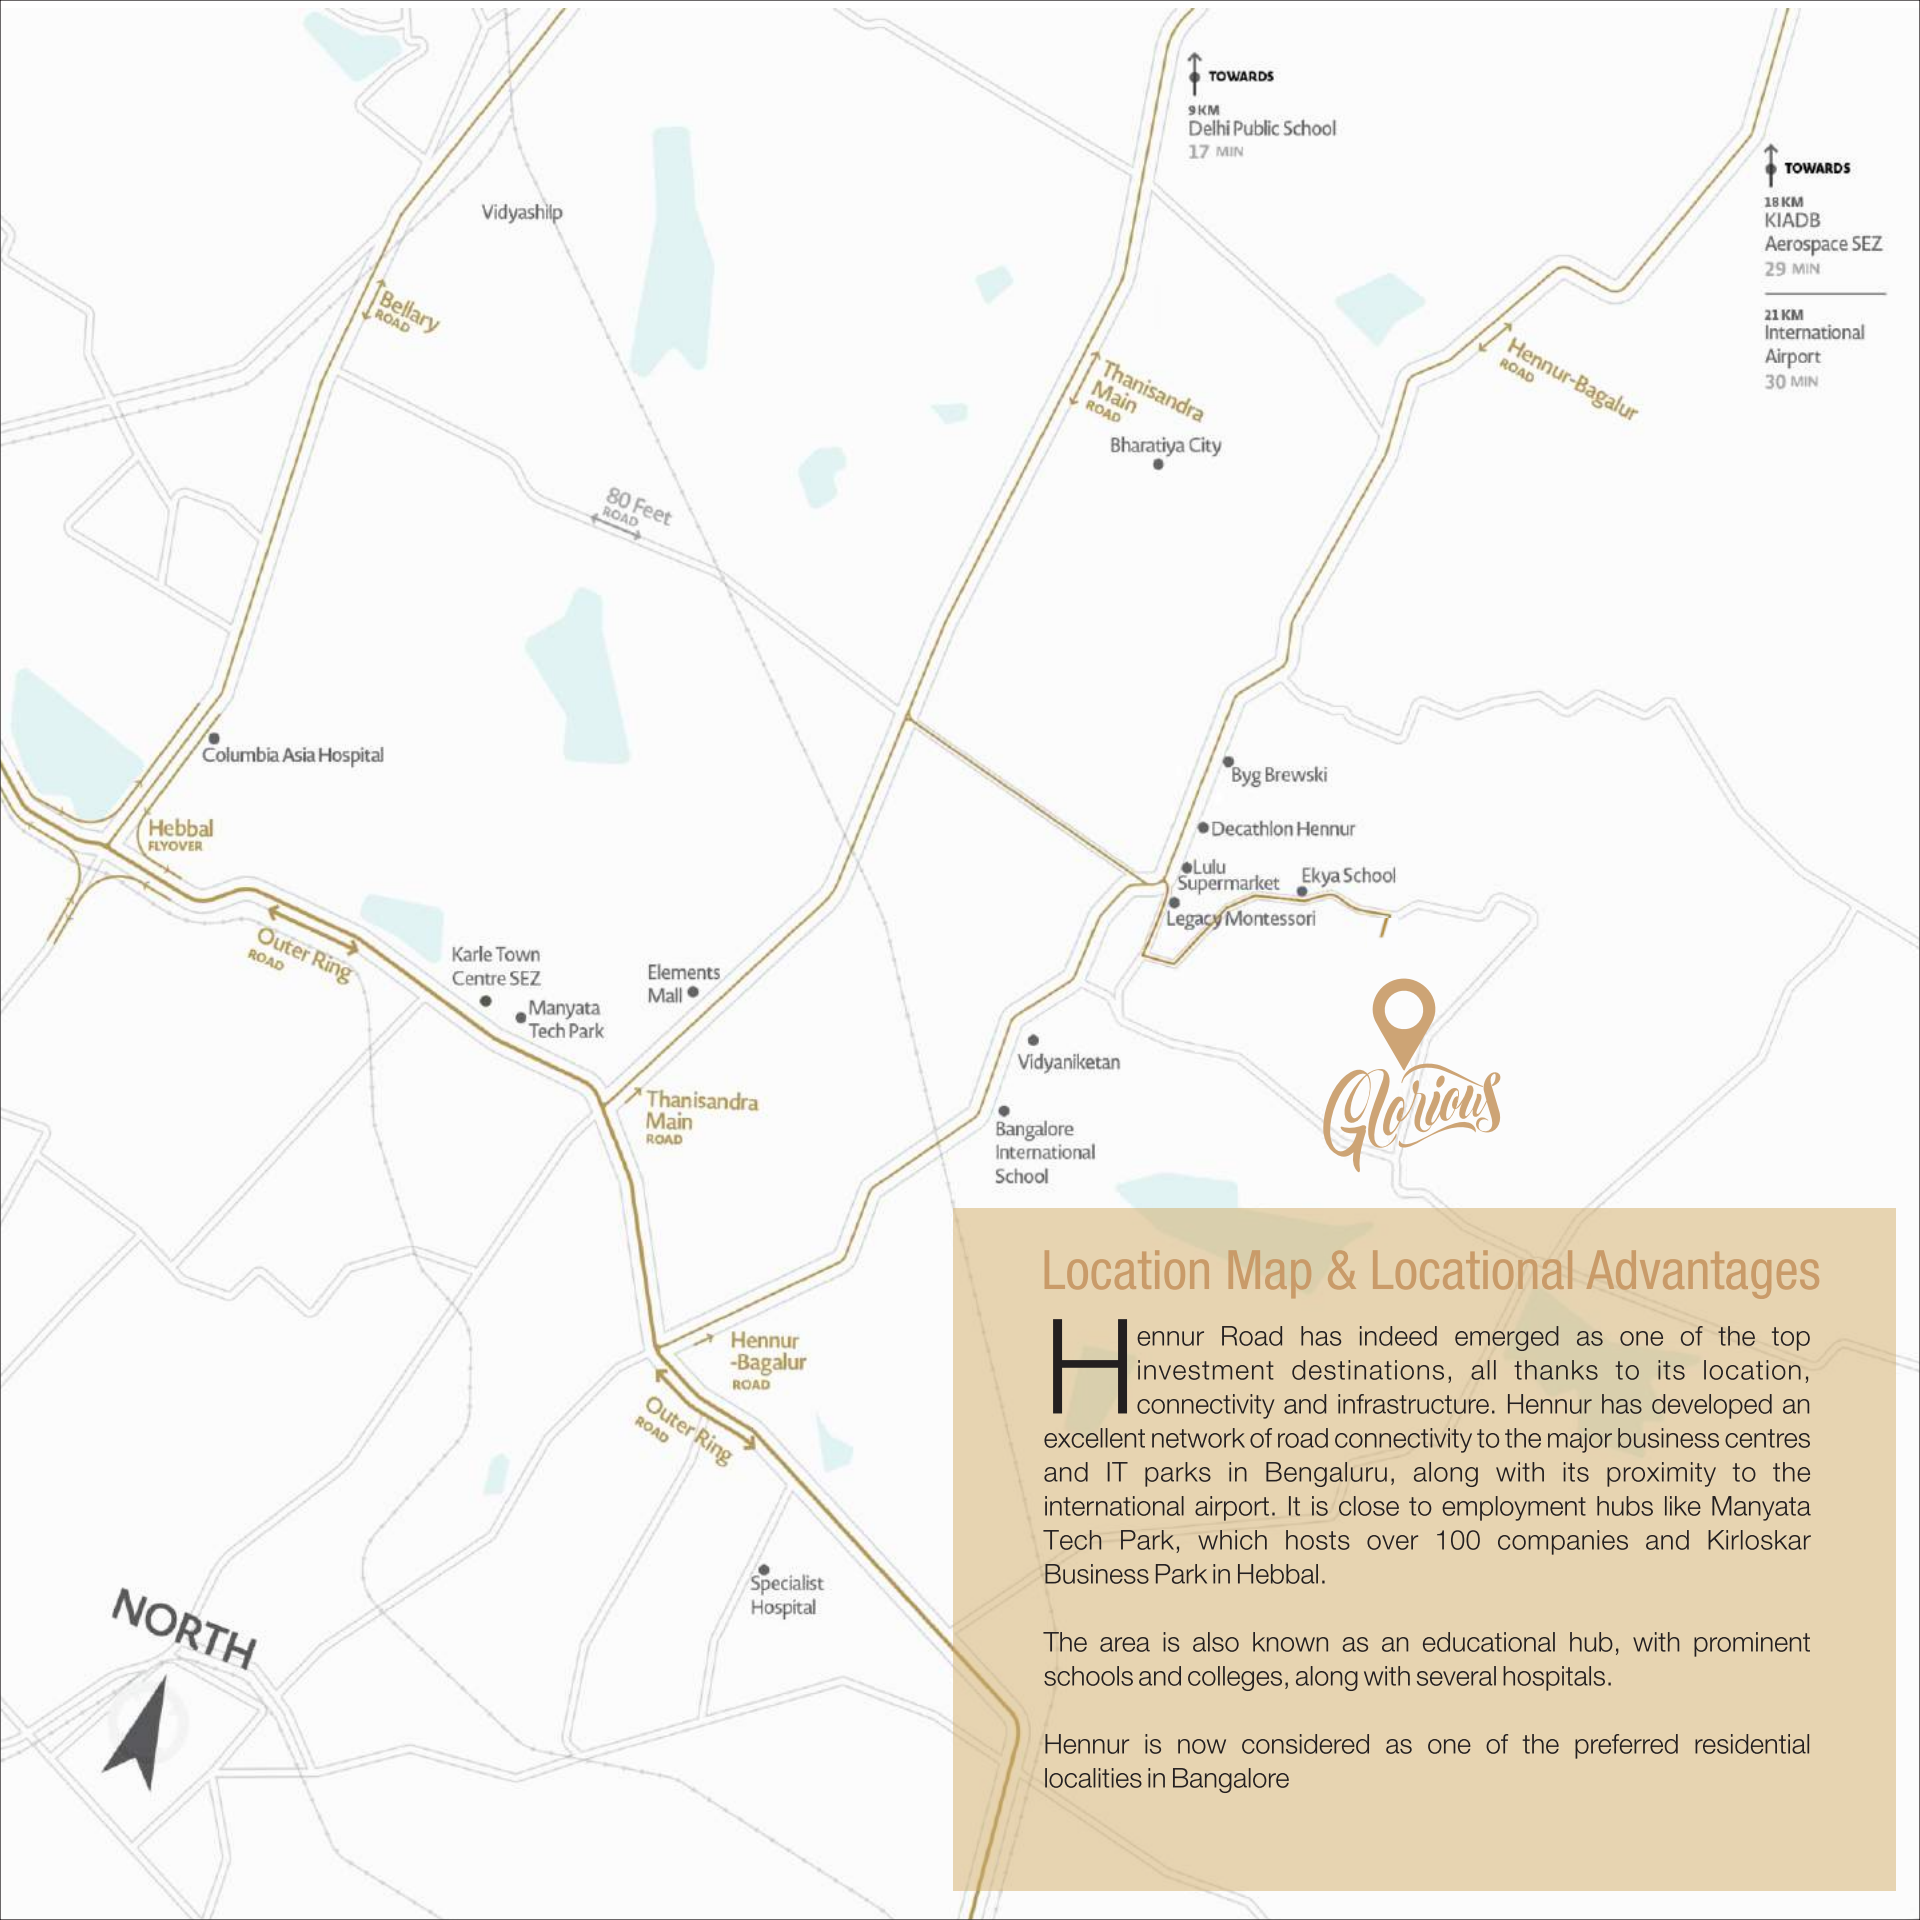 TOWARDS
9 KM
Delhi Public School
17 MIN
TOWARDS
18 KM
KIADB
Aerospace SEZ
29 MIN
21 KM
International
Airport
30 MIN
Vidyashilp
Bellary
ROAD
Thanisandra
Main
ROAD
Hennur-Bagalur
ROAD
Bharatiya City
80 Feet
ROAD
Columbia Asia Hospital
Byg Brewski
Hebbal
FLYOVER
Decathlon Hennur
Lulu
Supermarket
Ekya School
Legacy Montessori
Outer Ring
ROAD
Karle Town
Centre SEZ
Elements
Mall
Manyata
Tech Park
Vidyaniketan
Thanisandra
Main
ROAD
Glorious
Bangalore
International
School
Hennur
-Bagalur
ROAD
Outer Ring
ROAD
Specialist
Hospital
NORTH
Location Map & Locational Advantages
Hennur Road has indeed emerged as one of the top
investment destinations, all thanks to its location,
connectivity and infrastructure. Hennur has developed an
excellent network of road connectivity to the major business centres
and IT parks in Bengaluru, along with its proximity to the
international airport. It is close to employment hubs like Manyata
Tech Park, which hosts over 100 companies and Kirloskar
Business Park in Hebbal.
The area is also known as an educational hub, with prominent
schools and colleges, along with several hospitals.
Hennur is now considered as one of the preferred residential
localities in Bangalore